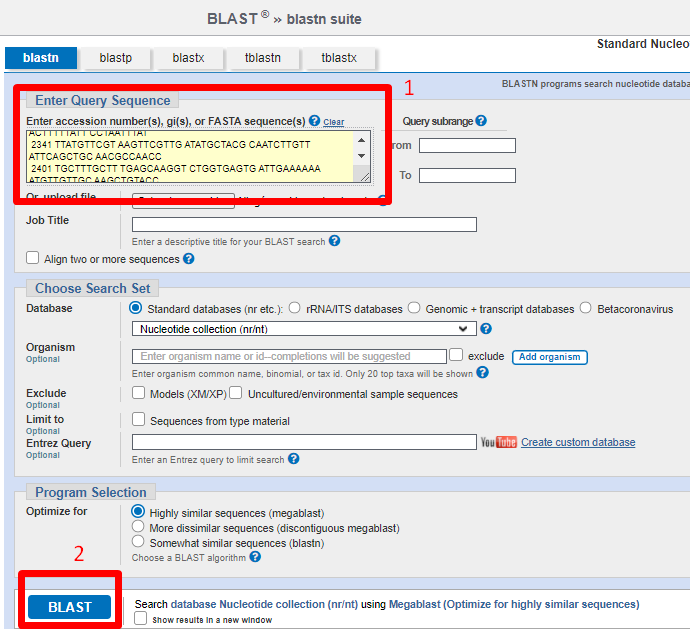 BLAST ® » blastn suite
Standard Nucleo
blastn blastp blastx tblastn tblastx
1
BLASTN programs search nucleotide databa
Enter Query Sequence
Enter accession number(s), gi(s), or FASTA sequence(s) ? Clear
Query subrange ?
ACTTTTTATT CCTAATTTAT
2341 TTATGTTCGT AAGTTCGTTG ATATGCTACG CAATCTTGTT
ATTCAGCTGC AACGCCAACC
2401 TGCTTTGCTT TGAGCAAGGT CTGGTGAGTG ATTGAAAAAA
ATGTTGTTGC AAGCTGTACC
rom
To
Or, upload file
Job Title
Enter a descriptive title for your BLAST search ?
Align two or more sequences ?
Choose Search Set
Database
Standard databases (nr etc.): rRNA/ITS databases Genomic + transcript databases Betacoronavirus
Nucleotide collection (nr/nt) ?
Organism
Optional
Enter organism name or id--completions will be suggested exclude Add organism
Enter organism common name, binomial, or tax id. Only 20 top taxa will be shown ?
Exclude
Optional
Models (XM/XP) Uncultured/environmental sample sequences
Limit to
Optional
Sequences from type material
Entrez Query
Optional
YouTube Create custom database
Enter an Entrez query to limit search ?
Program Selection
Optimize for
Highly similar sequences (megablast)
More dissimilar sequences (discontiguous megablast)
Somewhat similar sequences (blastn)
Choose a BLAST algorithm ?
2
BLAST
Search database Nucleotide collection (nr/nt) using Megablast (Optimize for highly similar sequences)
Show results in a new window